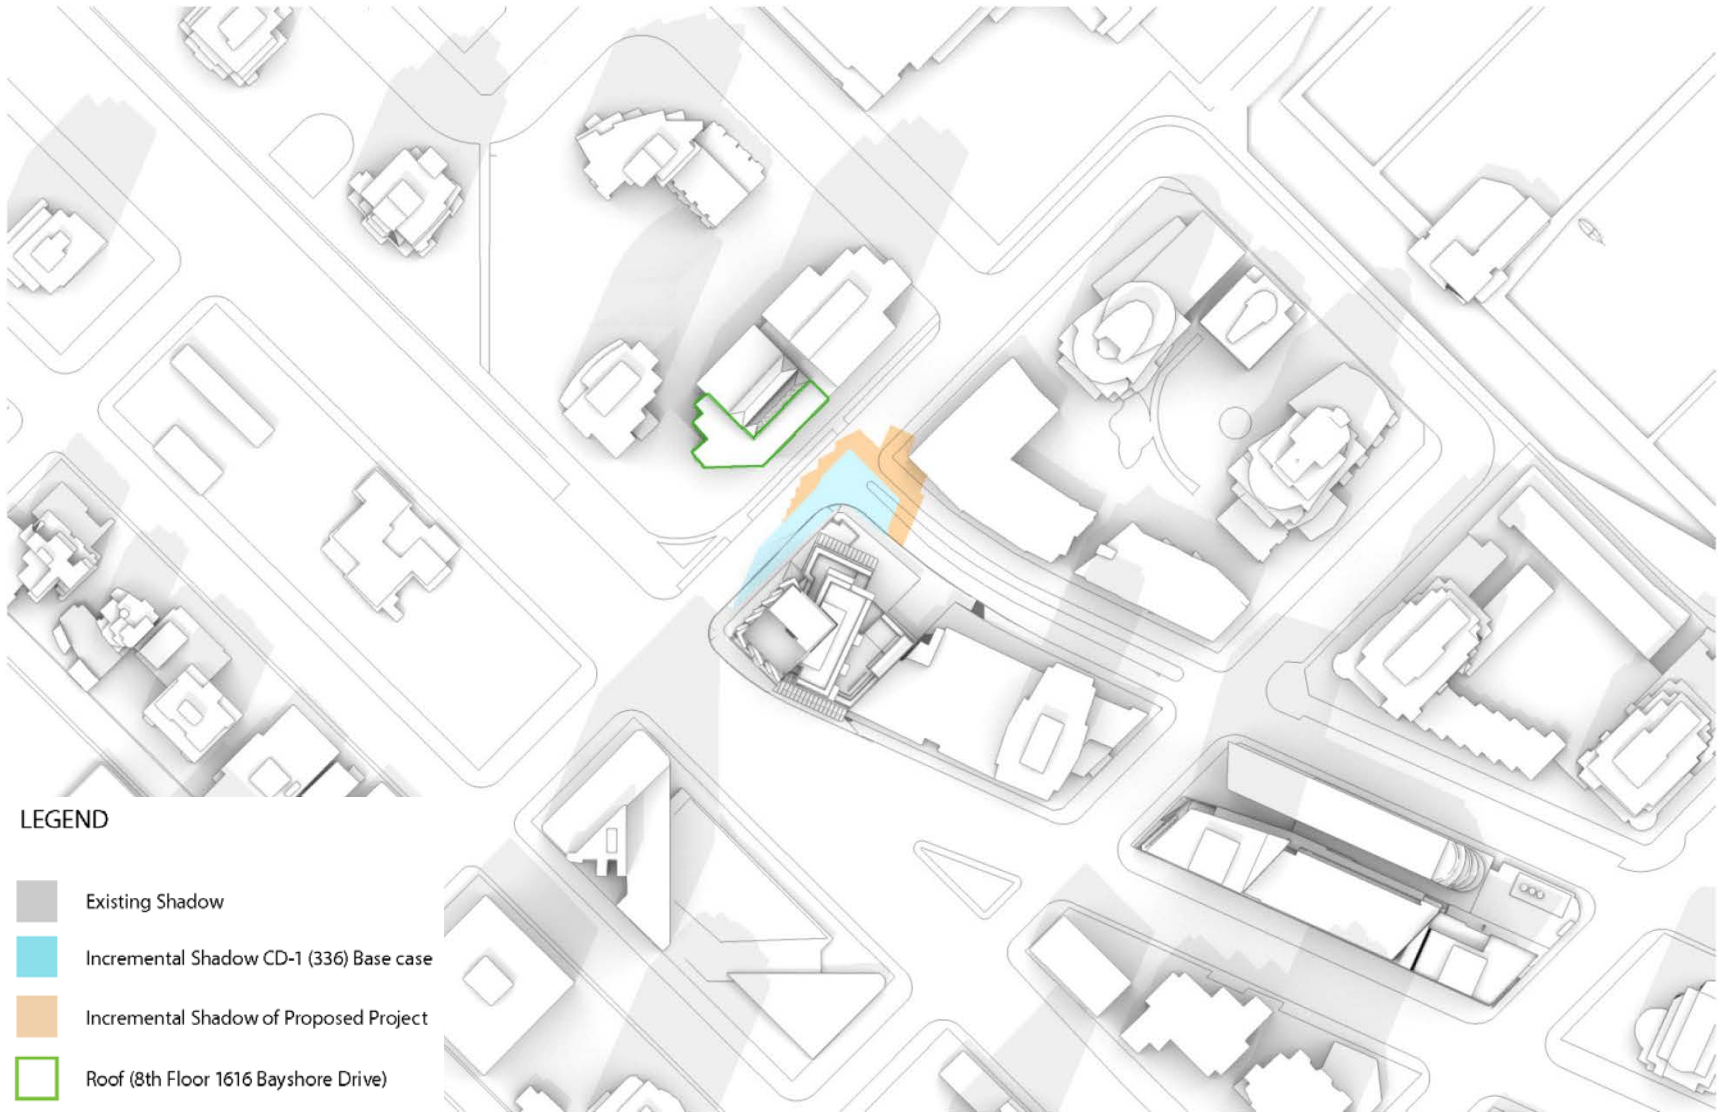 LEGEND
Existing Shadow
Incremental Shadow CD-1 (336) Base case
Incremental Shadow of Proposed Project
Roof (8th Floor 1616 Bayshore Drive)